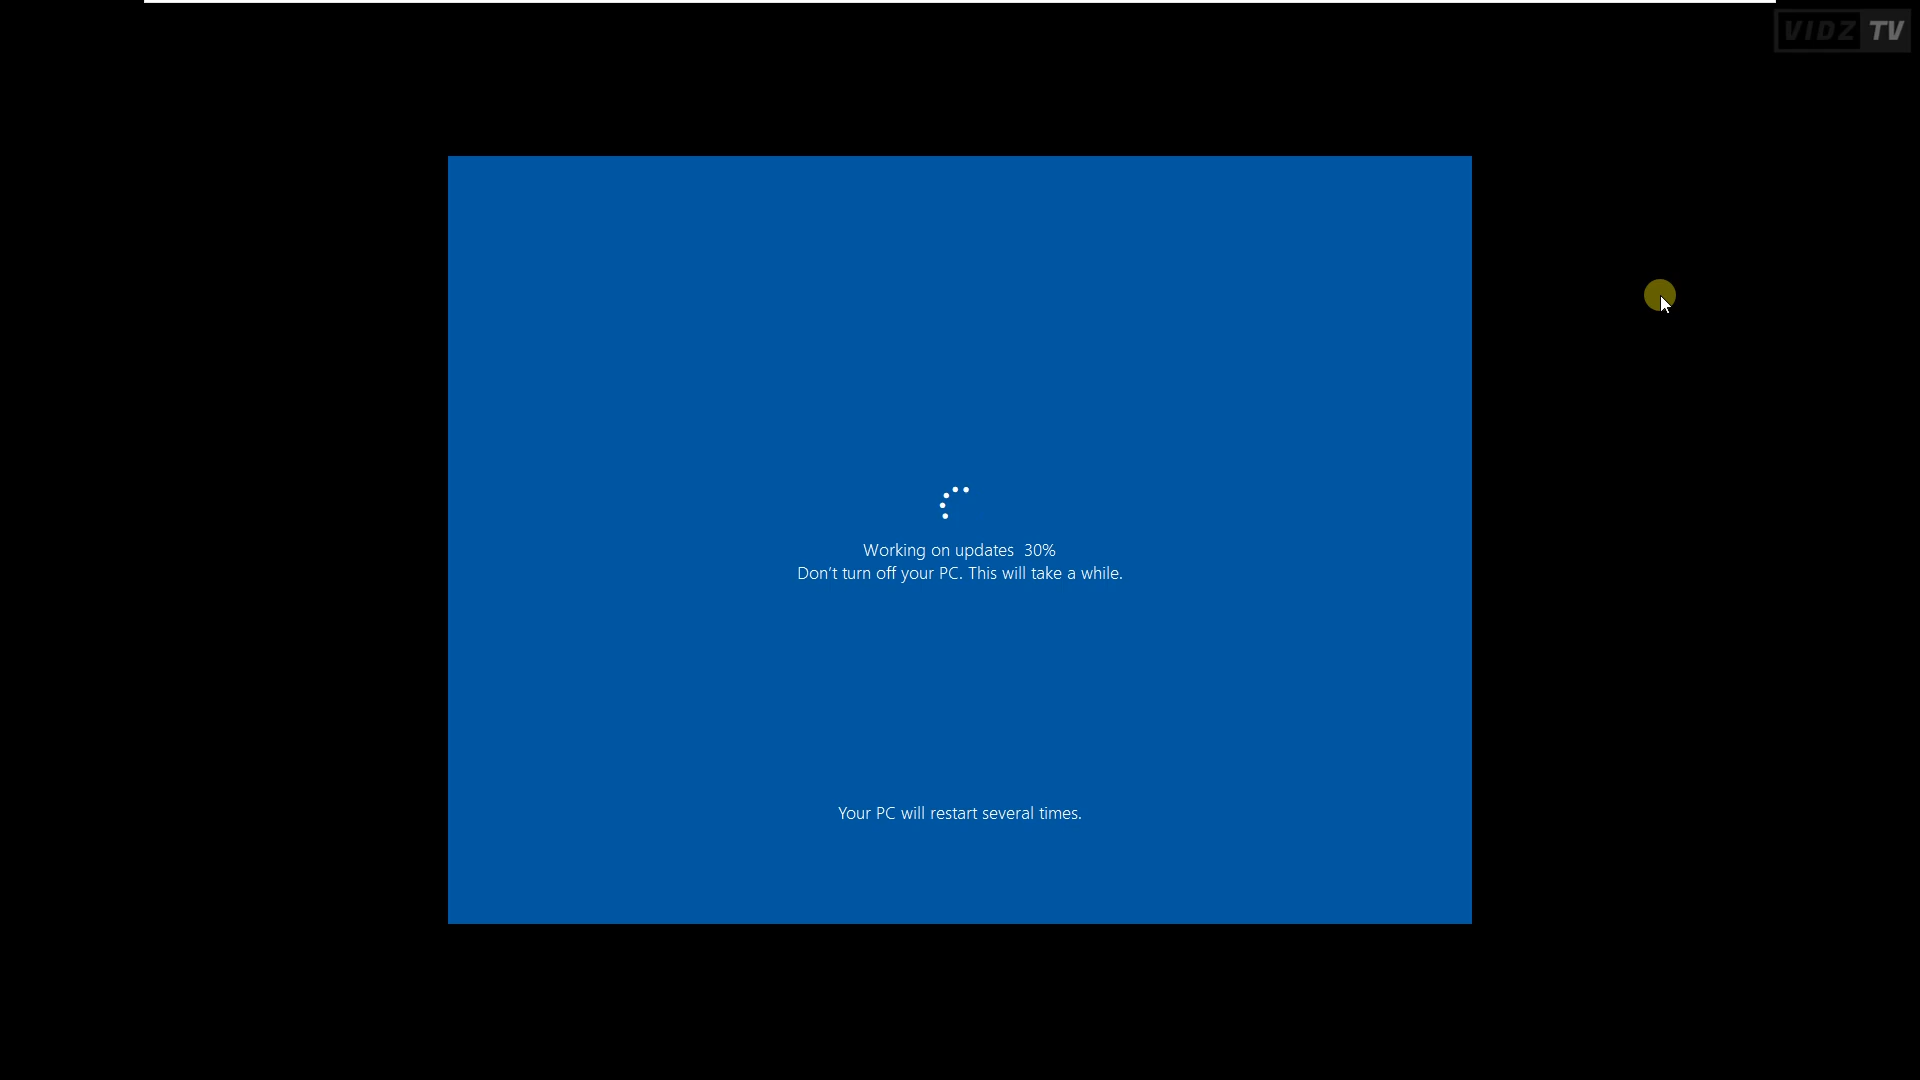 VIDZ TV
Working on updates  30%
Don't turn off your PC. This will take a while.
Your PC will restart several times.